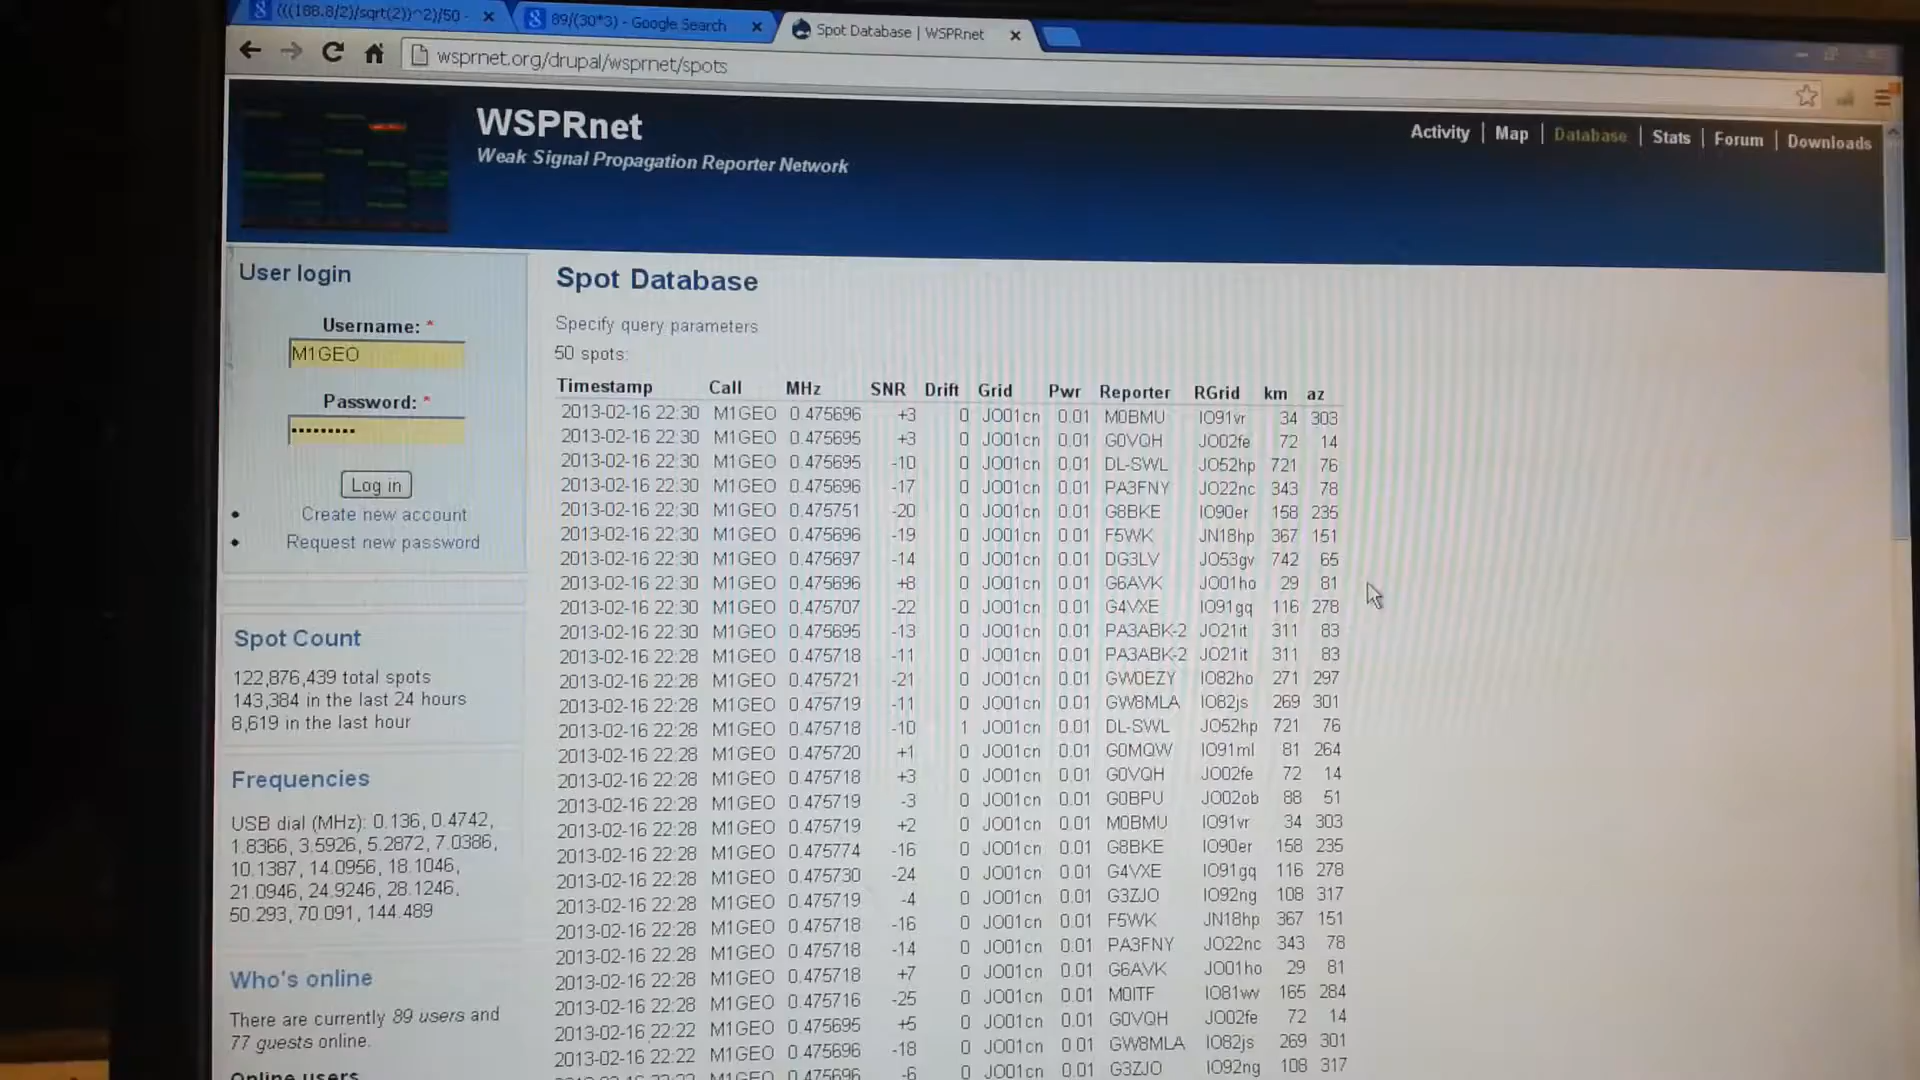 (((188.8/2)/sqrt(2))^2)/50 -
89/(30*3) - Google Search
Spot Database | WSPRnet
wsprnet.org/drupal/wsprnet/spots
WSPRnet
Weak Signal Propagation Reporter Network
Activity | Map | Database | Stats | Forum | Downloads
User login
Username: *
M1GEO
Password: *
•••••••••
Log in
Create new account
Request new password
Spot Count
122,876,439 total spots
143,384 in the last 24 hours
8,619 in the last hour
Frequencies
USB dial (MHz): 0.136, 0.4742,
1.8366, 3.5926, 5.2872, 7.0386,
10.1387, 14.0956, 18.1046,
21.0946, 24.9246, 28.1246,
50.293, 70.091, 144.489
Who's online
There are currently 89 users and
77 guests online.
Online users
Spot Database
Specify query parameters
50 spots:
Timestamp Call MHz SNR Drift Grid Pwr Reporter RGrid km az
2013-02-16 22:30 M1GEO 0.475696 +3 0 JO01cn 0.01 M0BMU IO91vr 34 303
2013-02-16 22:30 M1GEO 0.475695 +3 0 JO01cn 0.01 G0VQH JO02fe 72 14
2013-02-16 22:30 M1GEO 0.475695 -10 0 JO01cn 0.01 DL-SWL JO52hp 721 76
2013-02-16 22:30 M1GEO 0.475696 -17 0 JO01cn 0.01 PA3FNY JO22nc 343 78
2013-02-16 22:30 M1GEO 0.475751 -20 0 JO01cn 0.01 G8BKE IO90er 158 235
2013-02-16 22:30 M1GEO 0.475696 -19 0 JO01cn 0.01 F5WK JN18hp 367 151
2013-02-16 22:30 M1GEO 0.475697 -14 0 JO01cn 0.01 DG3LV JO53gv 742 65
2013-02-16 22:30 M1GEO 0.475696 +8 0 JO01cn 0.01 G6AVK JO01ho 29 81
2013-02-16 22:30 M1GEO 0.475707 -22 0 JO01cn 0.01 G4VXE IO91gq 116 278
2013-02-16 22:30 M1GEO 0.475695 -13 0 JO01cn 0.01 PA3ABK-2 JO21it 311 83
2013-02-16 22:28 M1GEO 0.475718 -11 0 JO01cn 0.01 PA3ABK-2 JO21it 311 83
2013-02-16 22:28 M1GEO 0.475721 -21 0 JO01cn 0.01 GW0EZY IO82ho 271 297
2013-02-16 22:28 M1GEO 0.475719 -11 0 JO01cn 0.01 GW8MLA IO82js 269 301
2013-02-16 22:28 M1GEO 0.475718 -10 1 JO01cn 0.01 DL-SWL JO52hp 721 76
2013-02-16 22:28 M1GEO 0.475720 +1 0 JO01cn 0.01 G0MQW IO91ml 81 264
2013-02-16 22:28 M1GEO 0.475718 +3 0 JO01cn 0.01 G0VQH JO02fe 72 14
2013-02-16 22:28 M1GEO 0.475719 -3 0 JO01cn 0.01 G0BPU JO02ob 88 51
2013-02-16 22:28 M1GEO 0.475719 +2 0 JO01cn 0.01 M0BMU IO91vr 34 303
2013-02-16 22:28 M1GEO 0.475774 -16 0 JO01cn 0.01 G8BKE IO90er 158 235
2013-02-16 22:28 M1GEO 0.475730 -24 0 JO01cn 0.01 G4VXE IO91gq 116 278
2013-02-16 22:28 M1GEO 0.475719 -4 0 JO01cn 0.01 G3ZJO IO92ng 108 317
2013-02-16 22:28 M1GEO 0.475718 -16 0 JO01cn 0.01 F5WK JN18hp 367 151
2013-02-16 22:28 M1GEO 0.475718 -14 0 JO01cn 0.01 PA3FNY JO22nc 343 78
2013-02-16 22:28 M1GEO 0.475718 +7 0 JO01cn 0.01 G6AVK JO01ho 29 81
2013-02-16 22:28 M1GEO 0.475716 -25 0 JO01cn 0.01 M0ITF IO81wv 165 284
2013-02-16 22:22 M1GEO 0.475695 +5 0 JO01cn 0.01 G0VQH JO02fe 72 14
2013-02-16 22:22 M1GEO 0.475696 -18 0 JO01cn 0.01 GW8MLA IO82js 269 301
2013-02-16 22:22 M1GEO 0.475696 -6 0 JO01cn 0.01 G3ZJO IO92ng 108 317